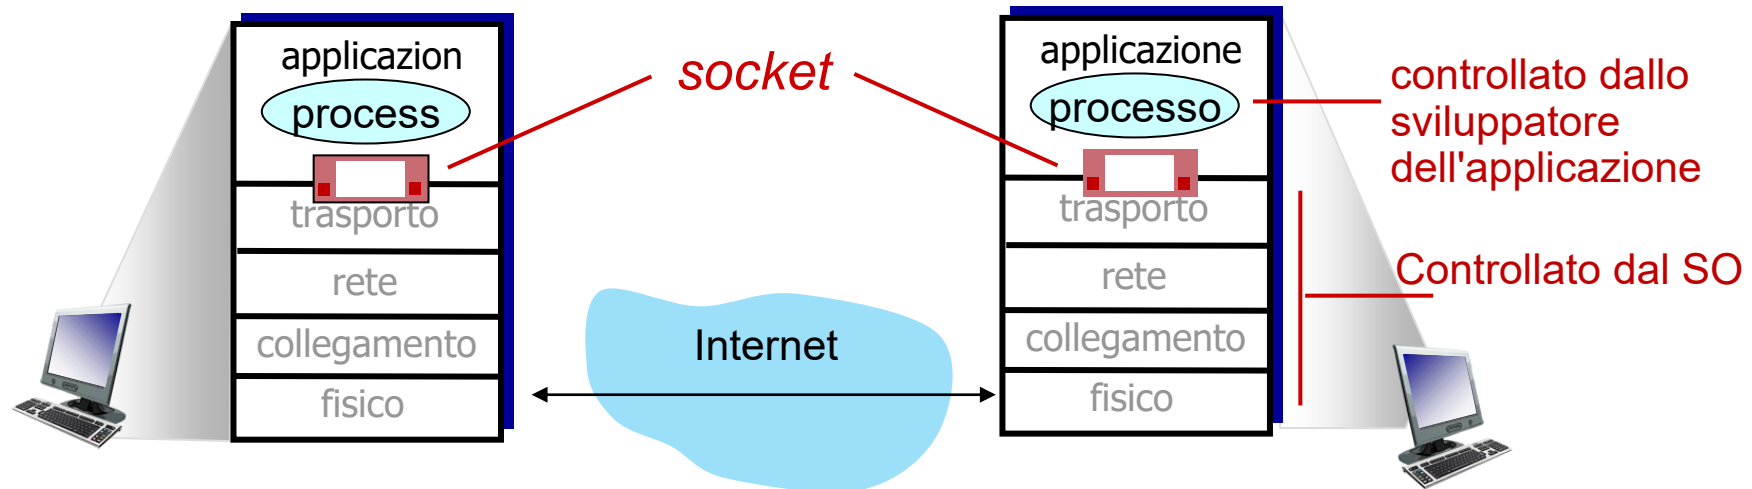 applicazion
process
trasporto
rete
collegamento
fisico
socket
Internet
applicazione
processo
trasporto
rete
collegamento
fisico
controllato dallo
sviluppatore
dell'applicazione
Controllato dal SO